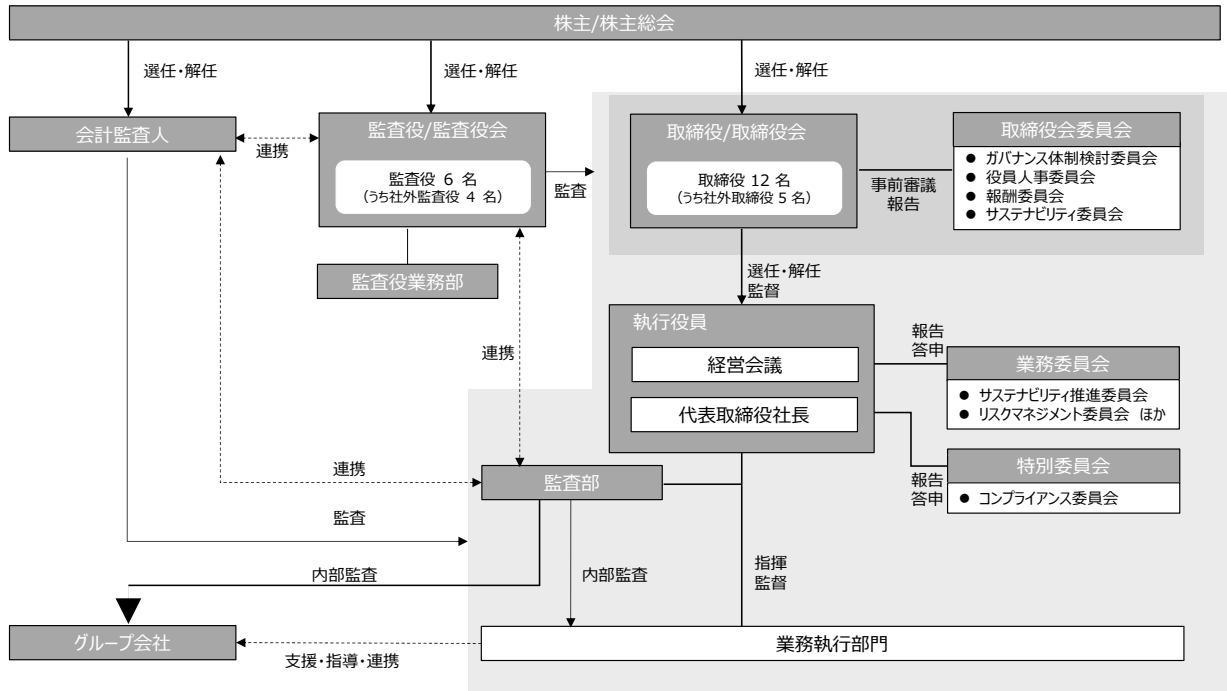 株主/株主総会
選任・解任
選任・解任
選任・解任
会計監査人
連携
監査役/監査役会
監査役 6 名
(うち社外監査役 4 名)
監査
取締役/取締役会
取締役 12 名
(うち社外取締役 5 名)
事前審議
報告
取締役会委員会
● ガバナンス体制検討委員会
● 役員人事委員会
● 報酬委員会
● サステナビリティ委員会
監査役業務部
選任・解任
監督
執行役員
経営会議
代表取締役社長
報告
答申
業務委員会
● サステナビリティ推進委員会
● リスクマネジメント委員会 ほか
連携
特別委員会
● コンプライアンス委員会
報告
答申
連携
監査部
監査
内部監査
内部監査
指揮
監督
グループ会社
支援・指導・連携
業務執行部門